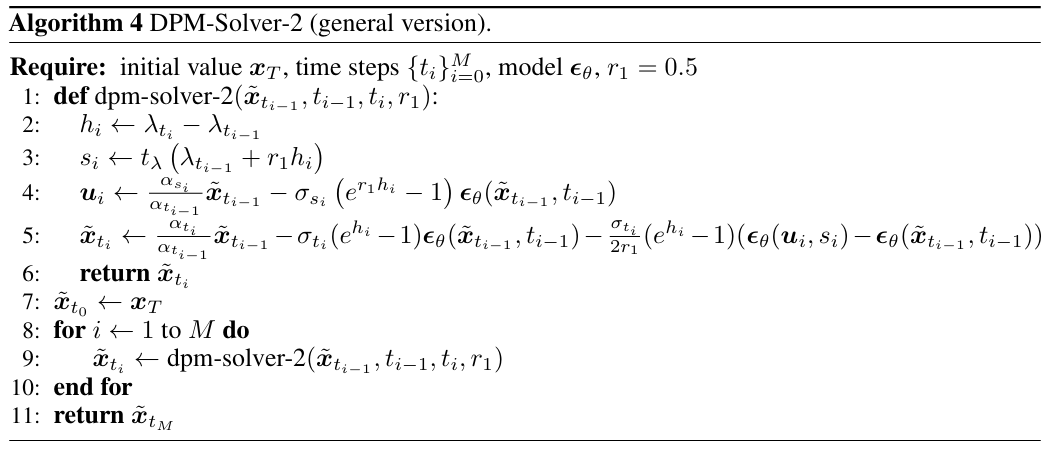 Algorithm 4 DPM-Solver-2 (general version).
Require: initial value $\boldsymbol{x}_T$, time steps $\{t_i\}_{i=0}^{M}$, model $\boldsymbol{\epsilon}_\theta$, $r_1 = 0.5$
1: def dpm-solver-2$(\tilde{\boldsymbol{x}}_{t_{i-1}}, t_{i-1}, t_i, r_1)$:
2: $h_i \leftarrow \lambda_{t_i} - \lambda_{t_{i-1}}$
3: $s_i \leftarrow t_\lambda \left( \lambda_{t_{i-1}} + r_1 h_i \right)$
4: $\boldsymbol{u}_i \leftarrow \frac{\alpha_{s_i}}{\alpha_{t_{i-1}}} \tilde{\boldsymbol{x}}_{t_{i-1}} - \sigma_{s_i} \left( e^{r_1 h_i} - 1 \right) \boldsymbol{\epsilon}_\theta(\tilde{\boldsymbol{x}}_{t_{i-1}}, t_{i-1})$
5: $\tilde{\boldsymbol{x}}_{t_i} \leftarrow \frac{\alpha_{t_i}}{\alpha_{t_{i-1}}} \tilde{\boldsymbol{x}}_{t_{i-1}} - \sigma_{t_i} (e^{h_i} - 1) \boldsymbol{\epsilon}_\theta(\tilde{\boldsymbol{x}}_{t_{i-1}}, t_{i-1}) - \frac{\sigma_{t_i}}{2r_1} (e^{h_i} - 1) (\boldsymbol{\epsilon}_\theta(\boldsymbol{u}_i, s_i) - \boldsymbol{\epsilon}_\theta(\tilde{\boldsymbol{x}}_{t_{i-1}}, t_{i-1}))$
6: return $\tilde{\boldsymbol{x}}_{t_i}$
7: $\tilde{\boldsymbol{x}}_{t_0} \leftarrow \boldsymbol{x}_T$
8: for $i \leftarrow 1$ to $M$ do
9: $\tilde{\boldsymbol{x}}_{t_i} \leftarrow$ dpm-solver-2$(\tilde{\boldsymbol{x}}_{t_{i-1}}, t_{i-1}, t_i, r_1)$
10: end for
11: return $\tilde{\boldsymbol{x}}_{t_M}$